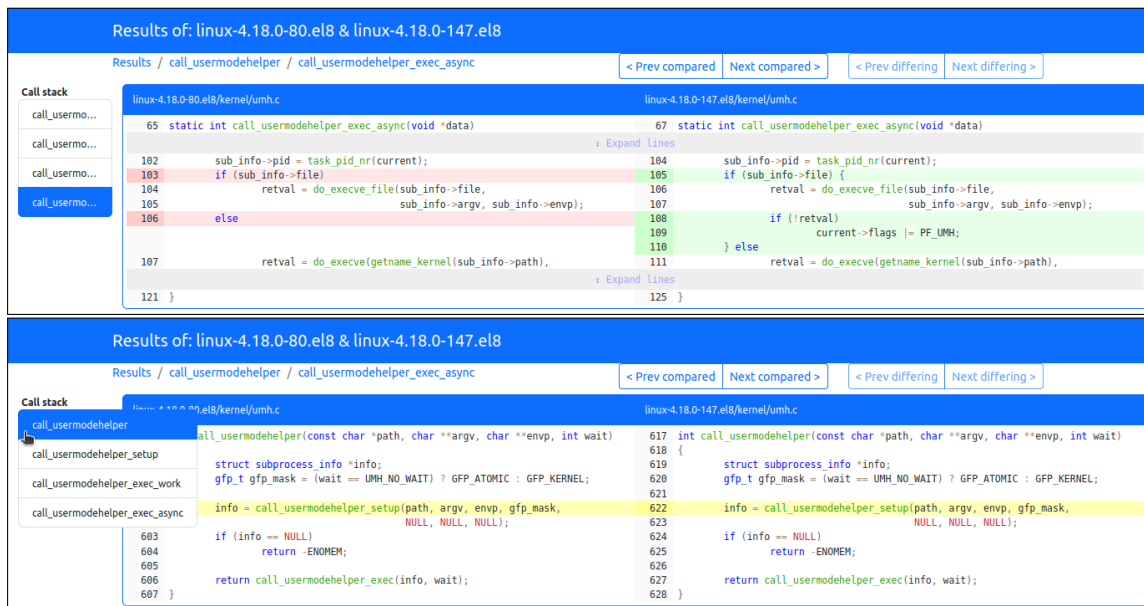 Results of: linux-4.18.0-80.el8 & linux-4.18.0-147.el8
Results / call_usermodehelper / call_usermodehelper_exec_async
< Prev compared Next compared > < Prev differing Next differing >
Call stack
call_usermo...
call_usermo...
call_usermo...
call_usermo...
linux-4.18.0-80.el8/kernel/umh.c linux-4.18.0-147.el8/kernel/umh.c
65 static int call_usermodehelper_exec_async(void *data) 67 static int call_usermodehelper_exec_async(void *data)
↕ Expand lines
102 sub_info->pid = task_pid_nr(current); 104 sub_info->pid = task_pid_nr(current);
103 if (sub_info->file) 105 if (sub_info->file) {
104 retval = do_execve_file(sub_info->file, 106 retval = do_execve_file(sub_info->file,
105 sub_info->argv, sub_info->envp); 107 sub_info->argv, sub_info->envp);
106 else 108 if (!retval)
109 current->flags |= PF_UMH;
110 } else
107 retval = do_execve(getname_kernel(sub_info->path), 111 retval = do_execve(getname_kernel(sub_info->path),
↕ Expand lines
121 } 125 }
Results of: linux-4.18.0-80.el8 & linux-4.18.0-147.el8
Results / call_usermodehelper / call_usermodehelper_exec_async
< Prev compared Next compared > < Prev differing Next differing >
Call stack
call_usermodehelper
call_usermodehelper_setup
call_usermodehelper_exec_work
call_usermodehelper_exec_async
.el8/kernel/umh.c linux-4.18.0-147.el8/kernel/umh.c
call_usermodehelper(const char *path, char **argv, char **envp, int wait) 617 int call_usermodehelper(const char *path, char **argv, char **envp, int wait)
618 {
struct subprocess_info *info; 619 struct subprocess_info *info;
gfp_t gfp_mask = (wait == UMH_NO_WAIT) ? GFP_ATOMIC : GFP_KERNEL; 620 gfp_t gfp_mask = (wait == UMH_NO_WAIT) ? GFP_ATOMIC : GFP_KERNEL;
621
info = call_usermodehelper_setup(path, argv, envp, gfp_mask, 622 info = call_usermodehelper_setup(path, argv, envp, gfp_mask,
NULL, NULL, NULL); 623 NULL, NULL, NULL);
603 if (info == NULL) 624 if (info == NULL)
604 return -ENOMEM; 625 return -ENOMEM;
605 626
606 return call_usermodehelper_exec(info, wait); 627 return call_usermodehelper_exec(info, wait);
607 } 628 }